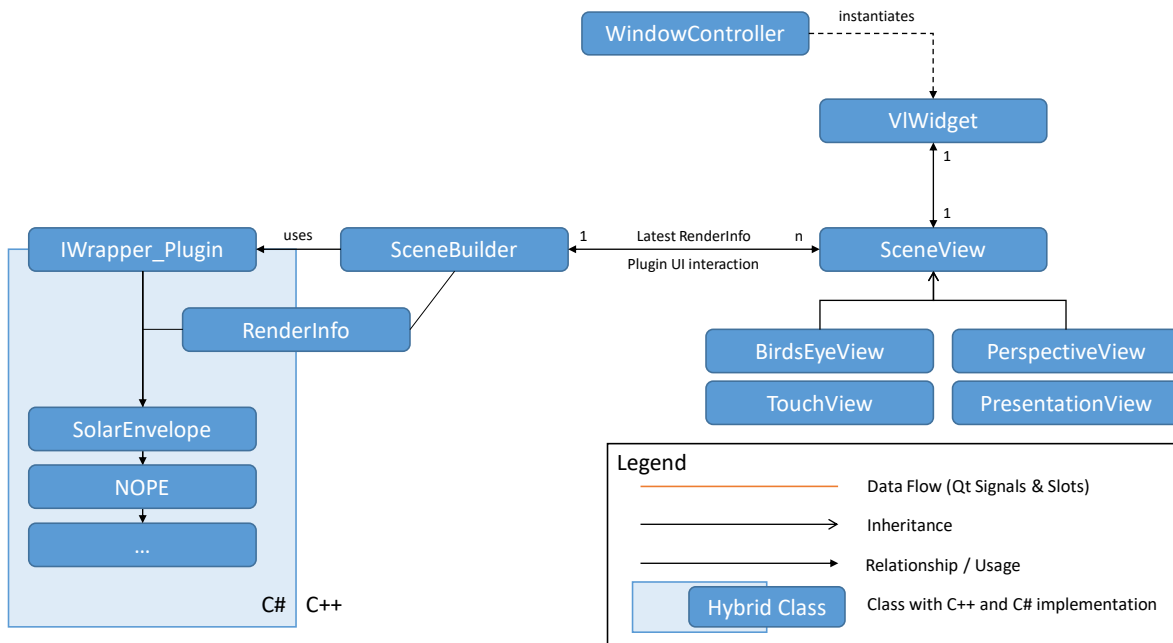 instantiates
WindowController
VlWidget
1
1
IWrapper_Plugin
uses
SceneBuilder
1
Latest RenderInfo
n
Plugin UI interaction
SceneView
RenderInfo
BirdsEyeView
PerspectiveView
TouchView
PresentationView
SolarEnvelope
NOPE
...
C#
C++
Legend
Data Flow (Qt Signals & Slots)
Inheritance
Relationship / Usage
Hybrid Class
Class with C++ and C# implementation